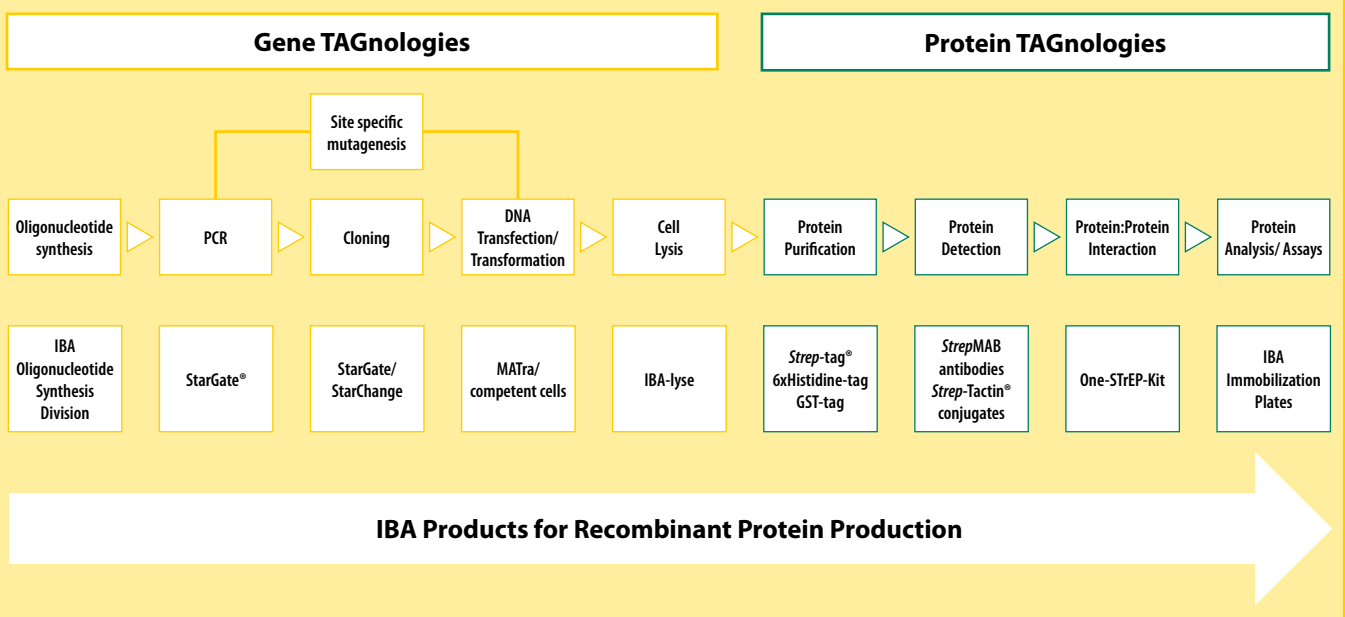 Gene TAGnologies
Protein TAGnologies
Site specific
mutagenesis
Oligonucleotide
synthesis
PCR
Cloning
DNA
Transfection/
Transformation
Cell
Lysis
Protein
Purification
Protein
Detection
Protein:Protein
Interaction
Protein
Analysis/ Assays
IBA
Oligonucleotide
Synthesis
Division
StarGate®
StarGate/
StarChange
MATra/
competent cells
IBA-lyse
Strep-tag®
6xHistidine-tag
GST-tag
StrepMAB
antibodies
Strep-Tactin®
conjugates
One-STrEP-Kit
IBA
Immobilization
Plates
IBA Products for Recombinant Protein Production